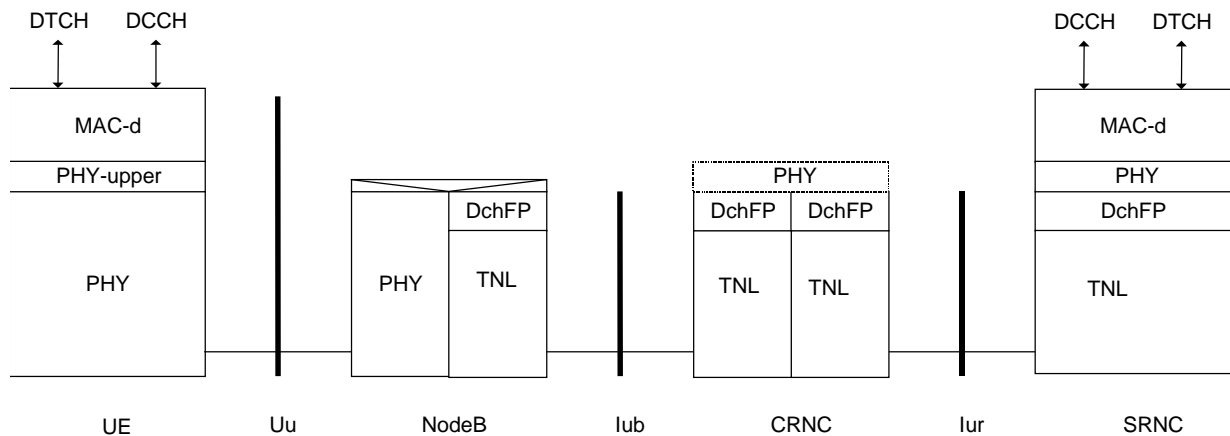 DTCH DCCH DCCH DTCH
MAC-d MAC-d
PHY-upper PHY PHY
DchFP DchFP DchFP DchFP
PHY PHY TNL TNL TNL TNL
UE Uu NodeB Iub CRNC Iur SRNC